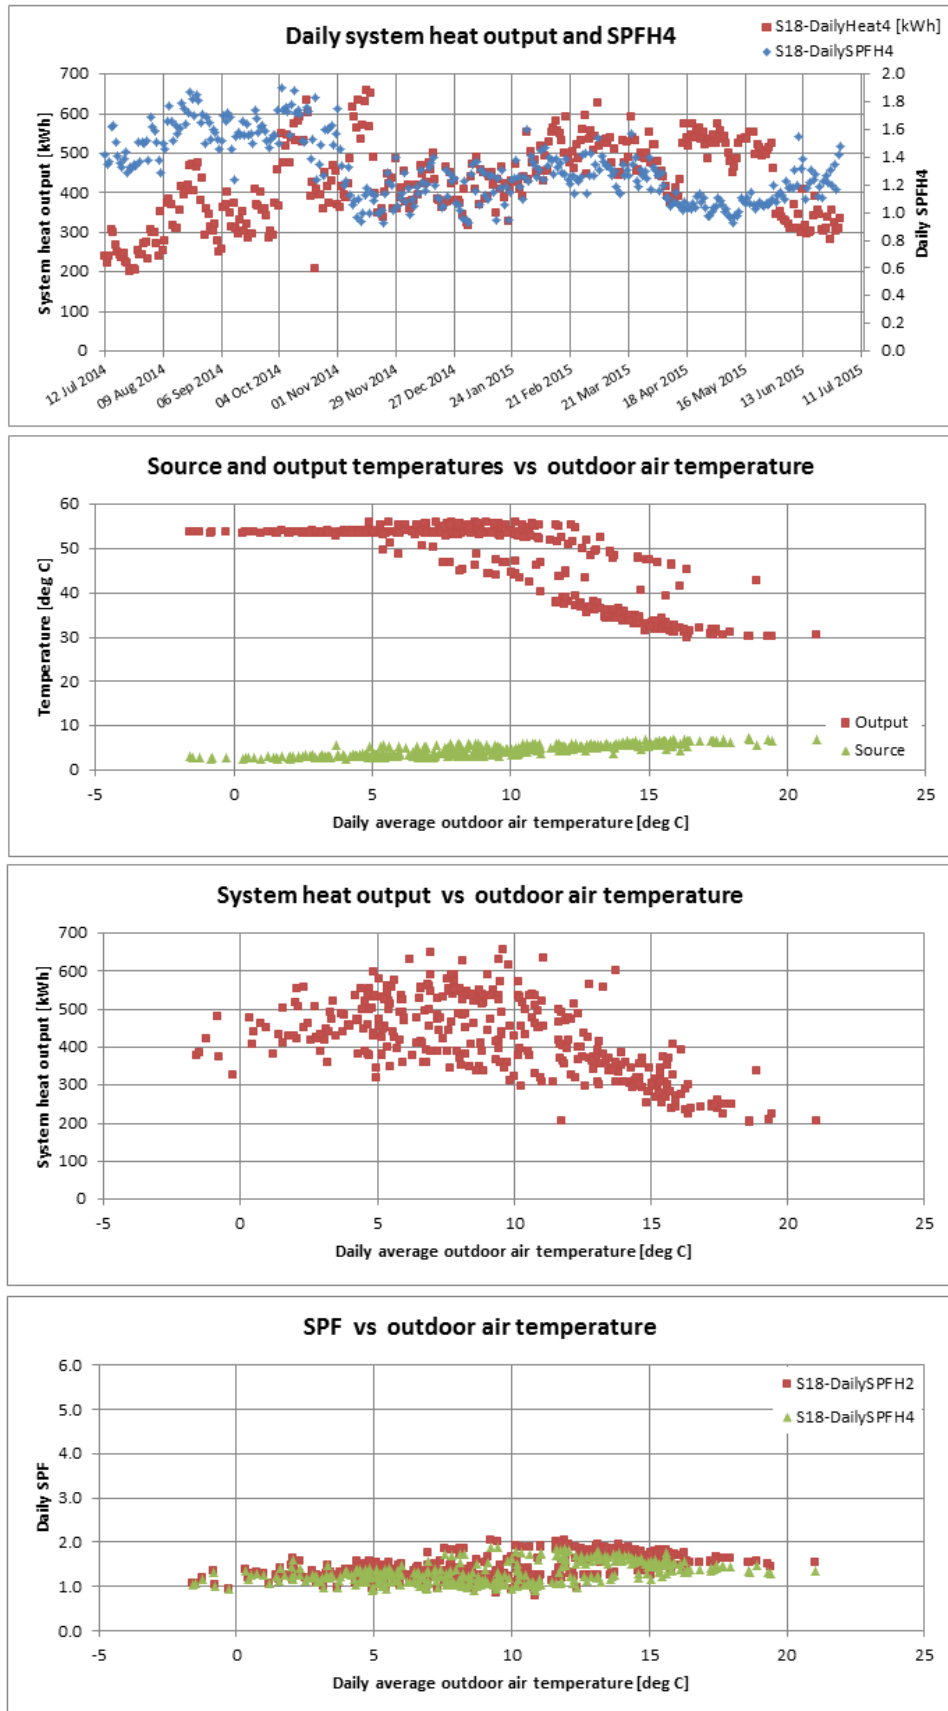 Daily system heat output and SPFH4
S18-DailyHeat4 [kWh]
S18-DailySPFH4
System heat output [kWh]
700
600
500
400
300
200
100
0
2.0
1.8
1.6
1.4
1.2
1.0
0.8
0.6
0.4
0.2
0.0
Daily SPFH4
12 Jul 2014
09 Aug 2014
06 Sep 2014
04 Oct 2014
01 Nov 2014
29 Nov 2014
27 Dec 2014
24 Jan 2015
21 Feb 2015
21 Mar 2015
18 Apr 2015
16 May 2015
13 Jun 2015
11 Jul 2015
Source and output temperatures vs outdoor air temperature
Temperature [deg C]
60
50
40
30
20
10
0
Output
Source
-5 0 5 10 15 20 25
Daily average outdoor air temperature [deg C]
System heat output vs outdoor air temperature
System heat output [kWh]
700
600
500
400
300
200
100
0
-5 0 5 10 15 20 25
Daily average outdoor air temperature [deg C]
SPF vs outdoor air temperature
Daily SPF
6.0
5.0
4.0
3.0
2.0
1.0
0.0
S18-DailySPFH2
S18-DailySPFH4
-5 0 5 10 15 20 25
Daily average outdoor air temperature [deg C]